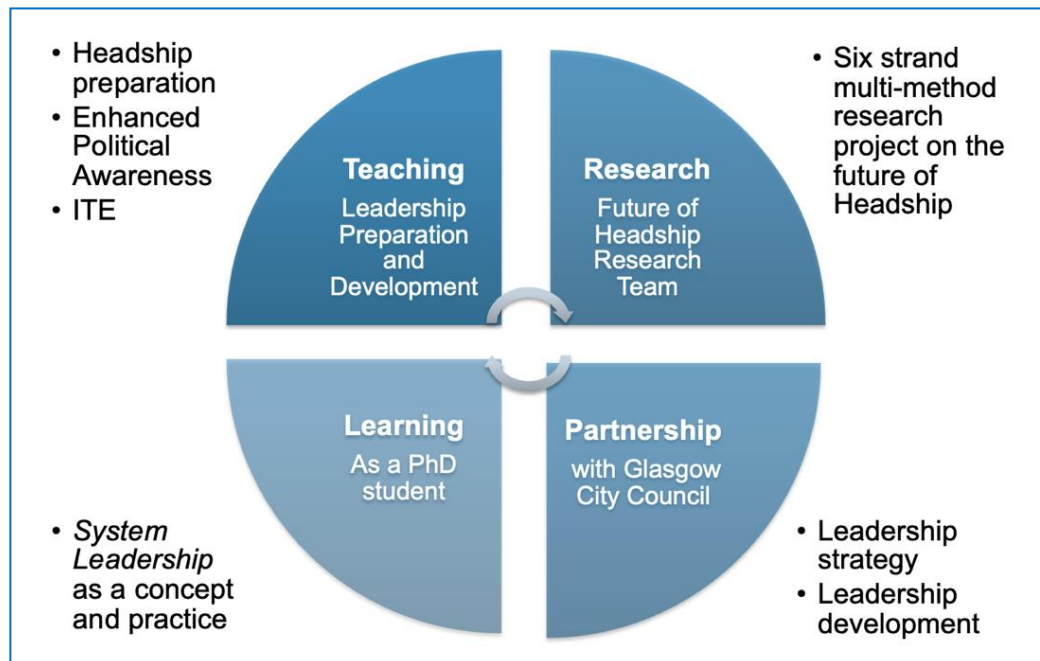 • Headship
preparation
• Enhanced
Political
Awareness
• ITE
Teaching
Leadership
Preparation
and
Development
Research
Future of
Headship
Research
Team
• Six strand
multi-method
research
project on the
future of
Headship
• System
Leadership
as a concept
and practice
Learning
As a PhD
student
Partnership
with Glasgow
City Council
• Leadership
strategy
• Leadership
development